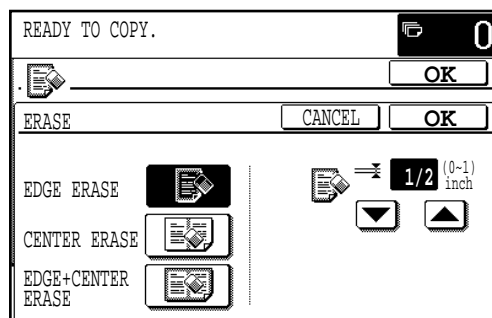 READY TO COPY.
0
OK
ERASE
CANCEL
OK
EDGE ERASE
1/2
(0~1)
inch
CENTER ERASE
EDGE+CENTER
ERASE